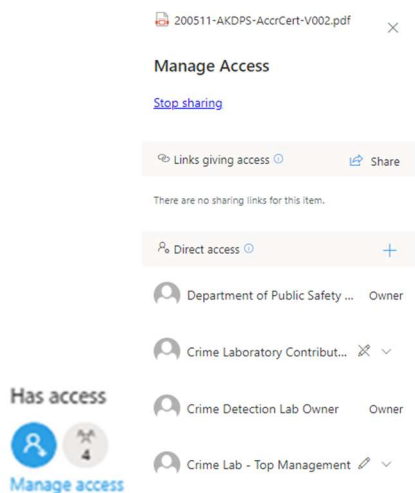 200511-AKDPS-AccrCert-V002.pdf
Manage Access
Stop sharing
Links giving access
Share
There are no sharing links for this item.
Direct access
Department of Public Safety ... Owner
Crime Laboratory Contribut...
Crime Detection Lab Owner Owner
Crime Lab - Top Management
Has access
4
Manage access